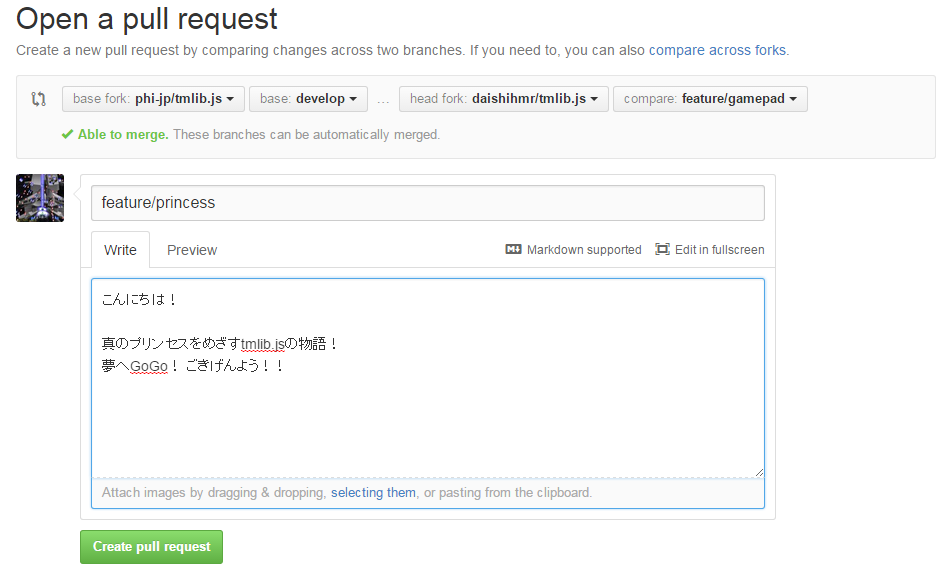 Open a pull request
Create a new pull request by comparing changes across two branches. If you need to, you can also compare across forks.
base fork: phi-jp/tmlib.js base: develop ... head fork: daishihmr/tmlib.js compare: feature/gamepad
Able to merge. These branches can be automatically merged.
feature/princess
Write Preview Markdown supported Edit in fullscreen
こんにちは！
真のプリンセスをめざすtmlib.jsの物語！
夢へGoGo！ ごきげんよう！！
Attach images by dragging & dropping, selecting them, or pasting from the clipboard.
Create pull request